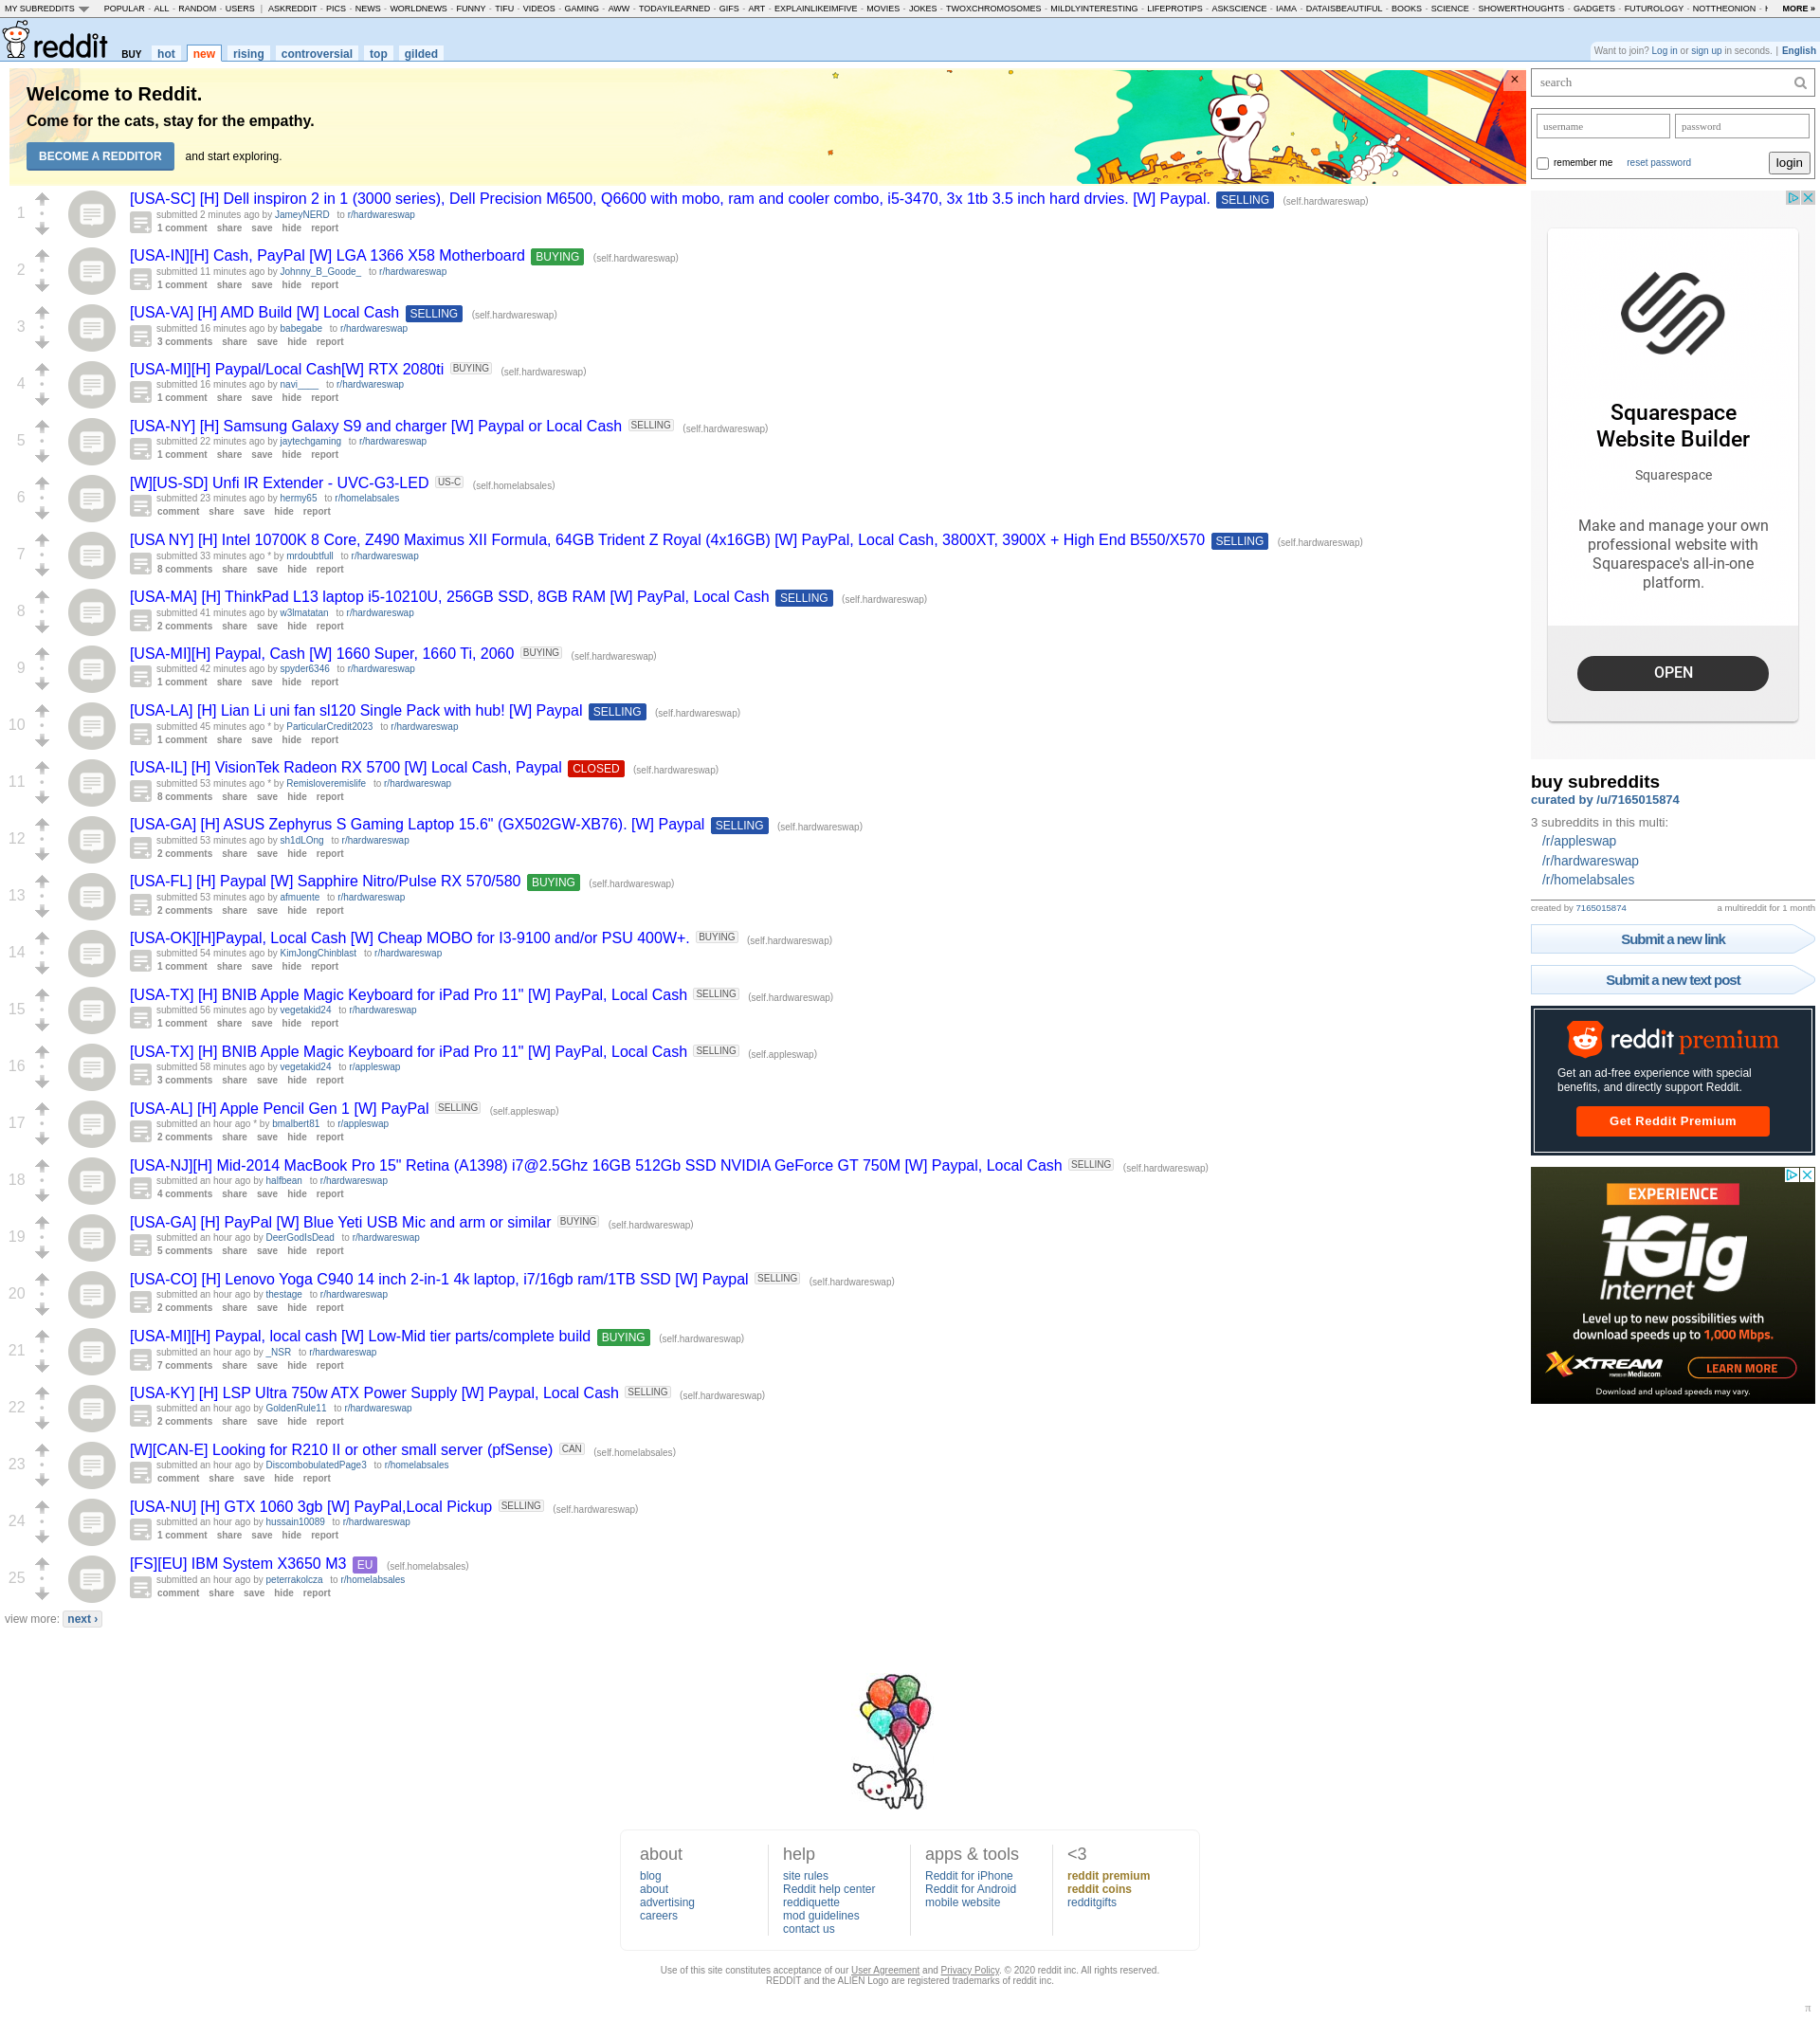 MY SUBREDDITS POPULAR - ALL - RANDOM - USERS | ASKREDDIT - PICS - NEWS - WORLDNEWS - FUNNY - TIFU - VIDEOS - GAMING - AWW - TODAYILEARNED - GIFS - ART - EXPLAINLIKEIMFIVE - MOVIES - JOKES - TWOXCHROMOSOMES - MILDLYINTERESTING - LIFEPROTIPS - ASKSCIENCE - IAMA - DATAISBEAUTIFUL - BOOKS - SCIENCE - SHOWERTHOUGHTS - GADGETS - FUTUROLOGY - NOTTHEONION - MORE »
reddit BUY hot new rising controversial top gilded
Want to join? Log in or sign up in seconds. | English
Welcome to Reddit.
Come for the cats, stay for the empathy.
BECOME A REDDITOR and start exploring.
×
1
[USA-SC] [H] Dell inspiron 2 in 1 (3000 series), Dell Precision M6500, Q6600 with mobo, ram and cooler combo, i5-3470, 3x 1tb 3.5 inch hard drvies. [W] Paypal. SELLING (self.hardwareswap)
submitted 2 minutes ago by JameyNERD to r/hardwareswap
1 comment share save hide report
2
[USA-IN][H] Cash, PayPal [W] LGA 1366 X58 Motherboard BUYING (self.hardwareswap)
submitted 11 minutes ago by Johnny_B_Goode_ to r/hardwareswap
1 comment share save hide report
3
[USA-VA] [H] AMD Build [W] Local Cash SELLING (self.hardwareswap)
submitted 16 minutes ago by babegabe to r/hardwareswap
3 comments share save hide report
4
[USA-MI][H] Paypal/Local Cash[W] RTX 2080ti BUYING (self.hardwareswap)
submitted 16 minutes ago by navi____ to r/hardwareswap
1 comment share save hide report
5
[USA-NY] [H] Samsung Galaxy S9 and charger [W] Paypal or Local Cash SELLING (self.hardwareswap)
submitted 22 minutes ago by jaytechgaming to r/hardwareswap
1 comment share save hide report
6
[W][US-SD] Unfi IR Extender - UVC-G3-LED US-C (self.homelabsales)
submitted 23 minutes ago by hermy65 to r/homelabsales
comment share save hide report
7
[USA NY] [H] Intel 10700K 8 Core, Z490 Maximus XII Formula, 64GB Trident Z Royal (4x16GB) [W] PayPal, Local Cash, 3800XT, 3900X + High End B550/X570 SELLING (self.hardwareswap)
submitted 33 minutes ago * by mrdoubtfull to r/hardwareswap
8 comments share save hide report
8
[USA-MA] [H] ThinkPad L13 laptop i5-10210U, 256GB SSD, 8GB RAM [W] PayPal, Local Cash SELLING (self.hardwareswap)
submitted 41 minutes ago by w3lmatatan to r/hardwareswap
2 comments share save hide report
9
[USA-MI][H] Paypal, Cash [W] 1660 Super, 1660 Ti, 2060 BUYING (self.hardwareswap)
submitted 42 minutes ago by spyder6346 to r/hardwareswap
1 comment share save hide report
10
[USA-LA] [H] Lian Li uni fan sl120 Single Pack with hub! [W] Paypal SELLING (self.hardwareswap)
submitted 45 minutes ago * by ParticularCredit2023 to r/hardwareswap
1 comment share save hide report
11
[USA-IL] [H] VisionTek Radeon RX 5700 [W] Local Cash, Paypal CLOSED (self.hardwareswap)
submitted 53 minutes ago * by Remisloveremislife to r/hardwareswap
8 comments share save hide report
12
[USA-GA] [H] ASUS Zephyrus S Gaming Laptop 15.6" (GX502GW-XB76). [W] Paypal SELLING (self.hardwareswap)
submitted 53 minutes ago by sh1dLOng to r/hardwareswap
2 comments share save hide report
13
[USA-FL] [H] Paypal [W] Sapphire Nitro/Pulse RX 570/580 BUYING (self.hardwareswap)
submitted 53 minutes ago by afmuente to r/hardwareswap
2 comments share save hide report
14
[USA-OK][H]Paypal, Local Cash [W] Cheap MOBO for I3-9100 and/or PSU 400W+. BUYING (self.hardwareswap)
submitted 54 minutes ago by KimJongChinblast to r/hardwareswap
1 comment share save hide report
15
[USA-TX] [H] BNIB Apple Magic Keyboard for iPad Pro 11" [W] PayPal, Local Cash SELLING (self.hardwareswap)
submitted 56 minutes ago by vegetakid24 to r/hardwareswap
1 comment share save hide report
16
[USA-TX] [H] BNIB Apple Magic Keyboard for iPad Pro 11" [W] PayPal, Local Cash SELLING (self.appleswap)
submitted 58 minutes ago by vegetakid24 to r/appleswap
3 comments share save hide report
17
[USA-AL] [H] Apple Pencil Gen 1 [W] PayPal SELLING (self.appleswap)
submitted an hour ago * by bmalbert81 to r/appleswap
2 comments share save hide report
18
[USA-NJ][H] Mid-2014 MacBook Pro 15" Retina (A1398) i7@2.5Ghz 16GB 512Gb SSD NVIDIA GeForce GT 750M [W] Paypal, Local Cash SELLING (self.hardwareswap)
submitted an hour ago by halfbean to r/hardwareswap
4 comments share save hide report
19
[USA-GA] [H] PayPal [W] Blue Yeti USB Mic and arm or similar BUYING (self.hardwareswap)
submitted an hour ago by DeerGodIsDead to r/hardwareswap
5 comments share save hide report
20
[USA-CO] [H] Lenovo Yoga C940 14 inch 2-in-1 4k laptop, i7/16gb ram/1TB SSD [W] Paypal SELLING (self.hardwareswap)
submitted an hour ago by thestage to r/hardwareswap
2 comments share save hide report
21
[USA-MI][H] Paypal, local cash [W] Low-Mid tier parts/complete build BUYING (self.hardwareswap)
submitted an hour ago by _NSR to r/hardwareswap
7 comments share save hide report
22
[USA-KY] [H] LSP Ultra 750w ATX Power Supply [W] Paypal, Local Cash SELLING (self.hardwareswap)
submitted an hour ago by GoldenRule11 to r/hardwareswap
2 comments share save hide report
23
[W][CAN-E] Looking for R210 II or other small server (pfSense) CAN (self.homelabsales)
submitted an hour ago by DiscombobulatedPage3 to r/homelabsales
comment share save hide report
24
[USA-NU] [H] GTX 1060 3gb [W] PayPal,Local Pickup SELLING (self.hardwareswap)
submitted an hour ago by hussain10089 to r/hardwareswap
1 comment share save hide report
25
[FS][EU] IBM System X3650 M3 EU (self.homelabsales)
submitted an hour ago by peterrakolcza to r/homelabsales
comment share save hide report
view more: next ›
search
username password
remember me reset password login
Squarespace
Website Builder
Squarespace
Make and manage your own
professional website with
Squarespace's all-in-one
platform.
OPEN
buy subreddits
curated by /u/7165015874
3 subreddits in this multi:
/r/appleswap
/r/hardwareswap
/r/homelabsales
created by 7165015874 a multireddit for 1 month
Submit a new link
Submit a new text post
reddit premium
Get an ad-free experience with special
benefits, and directly support Reddit.
Get Reddit Premium
EXPERIENCE
1Gig
Internet
Level up to new possibilities with
download speeds up to 1,000 Mbps.
XTREAM POWERED BY Mediacom LEARN MORE
Download and upload speeds may vary.
about
blog
about
advertising
careers
help
site rules
Reddit help center
reddiquette
mod guidelines
contact us
apps & tools
Reddit for iPhone
Reddit for Android
mobile website
<3
reddit premium
reddit coins
redditgifts
Use of this site constitutes acceptance of our User Agreement and Privacy Policy. © 2020 reddit inc. All rights reserved.
REDDIT and the ALIEN Logo are registered trademarks of reddit inc.
π